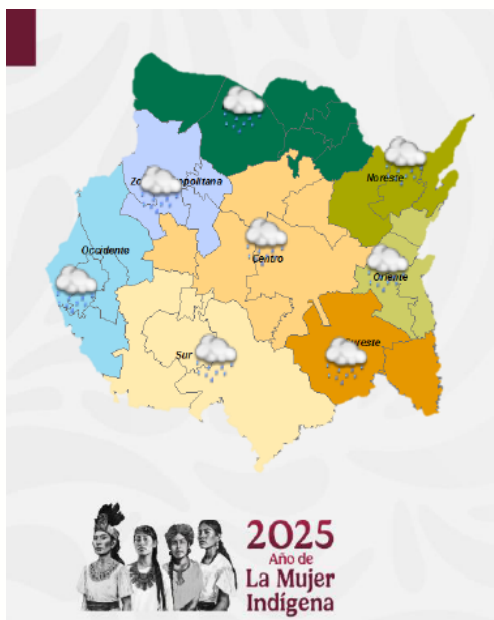 Noreste
Occidente
Centro
Oriente
Sur
2025
Año de
La Mujer
Indígena